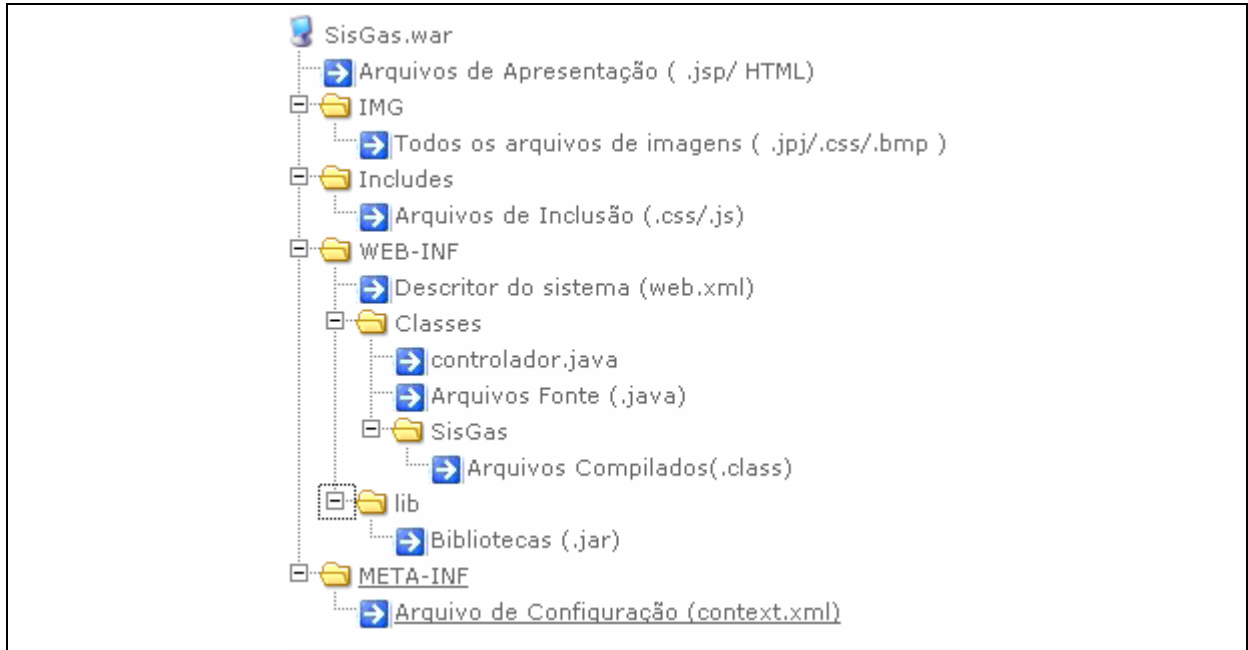 SisGas.war
Arquivos de Apresentação ( .jsp/ HTML)
IMG
Todos os arquivos de imagens ( .jpj/.css/.bmp )
Includes
Arquivos de Inclusão (.css/.js)
WEB-INF
Descritor do sistema (web.xml)
Classes
controlador.java
Arquivos Fonte (.java)
SisGas
Arquivos Compilados(.class)
lib
Bibliotecas (.jar)
META-INF
Arquivo de Configuração (context.xml)